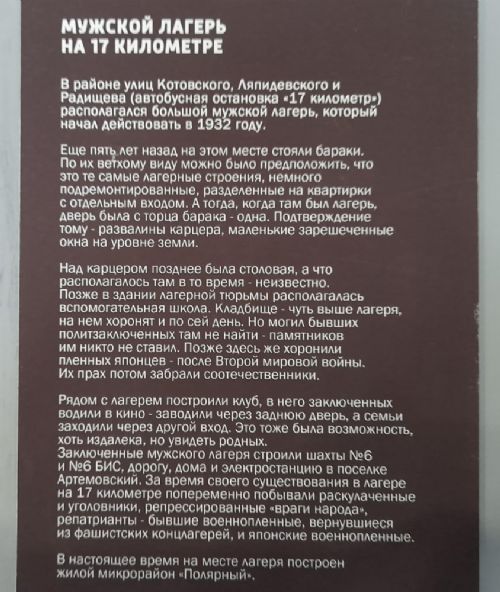 МУЖСКОЙ ЛАГЕРЬ
НА 17 КИЛОМЕТРЕ
В районе улиц Котовского, Ляпидевского и
Радищева (автобусная остановка «17 километр»)
располагался большой мужской лагерь, который
начал действовать в 1932 году.
Еще пять лет назад на этом месте стояли бараки.
По их ветхому виду можно было предположить, что
это те самые лагерные строения, немного
подремонтированные, разделенные на квартирки
с отдельным входом. А тогда, когда там был лагерь,
дверь была с торца барака - одна. Подтверждение
тому - развалины карцера, маленькие зарешеченные
окна на уровне земли.
Над карцером позднее была столовая, а что
располагалось там в то время - неизвестно.
Позже в здании лагерной тюрьмы располагалась
вспомогательная школа. Кладбище - чуть выше лагеря,
на нем хоронят и по сей день. Но могил бывших
политзаключенных там не найти - памятников
им никто не ставил. Позже здесь же хоронили
пленных японцев - после Второй мировой войны.
Их прах потом забрали соотечественники.
Рядом с лагерем построили клуб, в него заключенных
водили в кино - заводили через заднюю дверь, а семьи
заходили через другой вход. Это тоже была возможность,
хоть издалека, но увидеть родных.
Заключенные мужского лагеря строили шахты №6
и №6 БИС, дорогу, дома и электростанцию в поселке
Артемовский. За время своего существования в лагере
на 17 километре попеременно побывали раскулаченные
и уголовники, репрессированные «враги народа»,
репатрианты - бывшие военнопленные, вернувшиеся
из фашистских концлагерей, и японские военнопленные.
В настоящее время на месте лагеря построен
жилой микрорайон «Полярный».